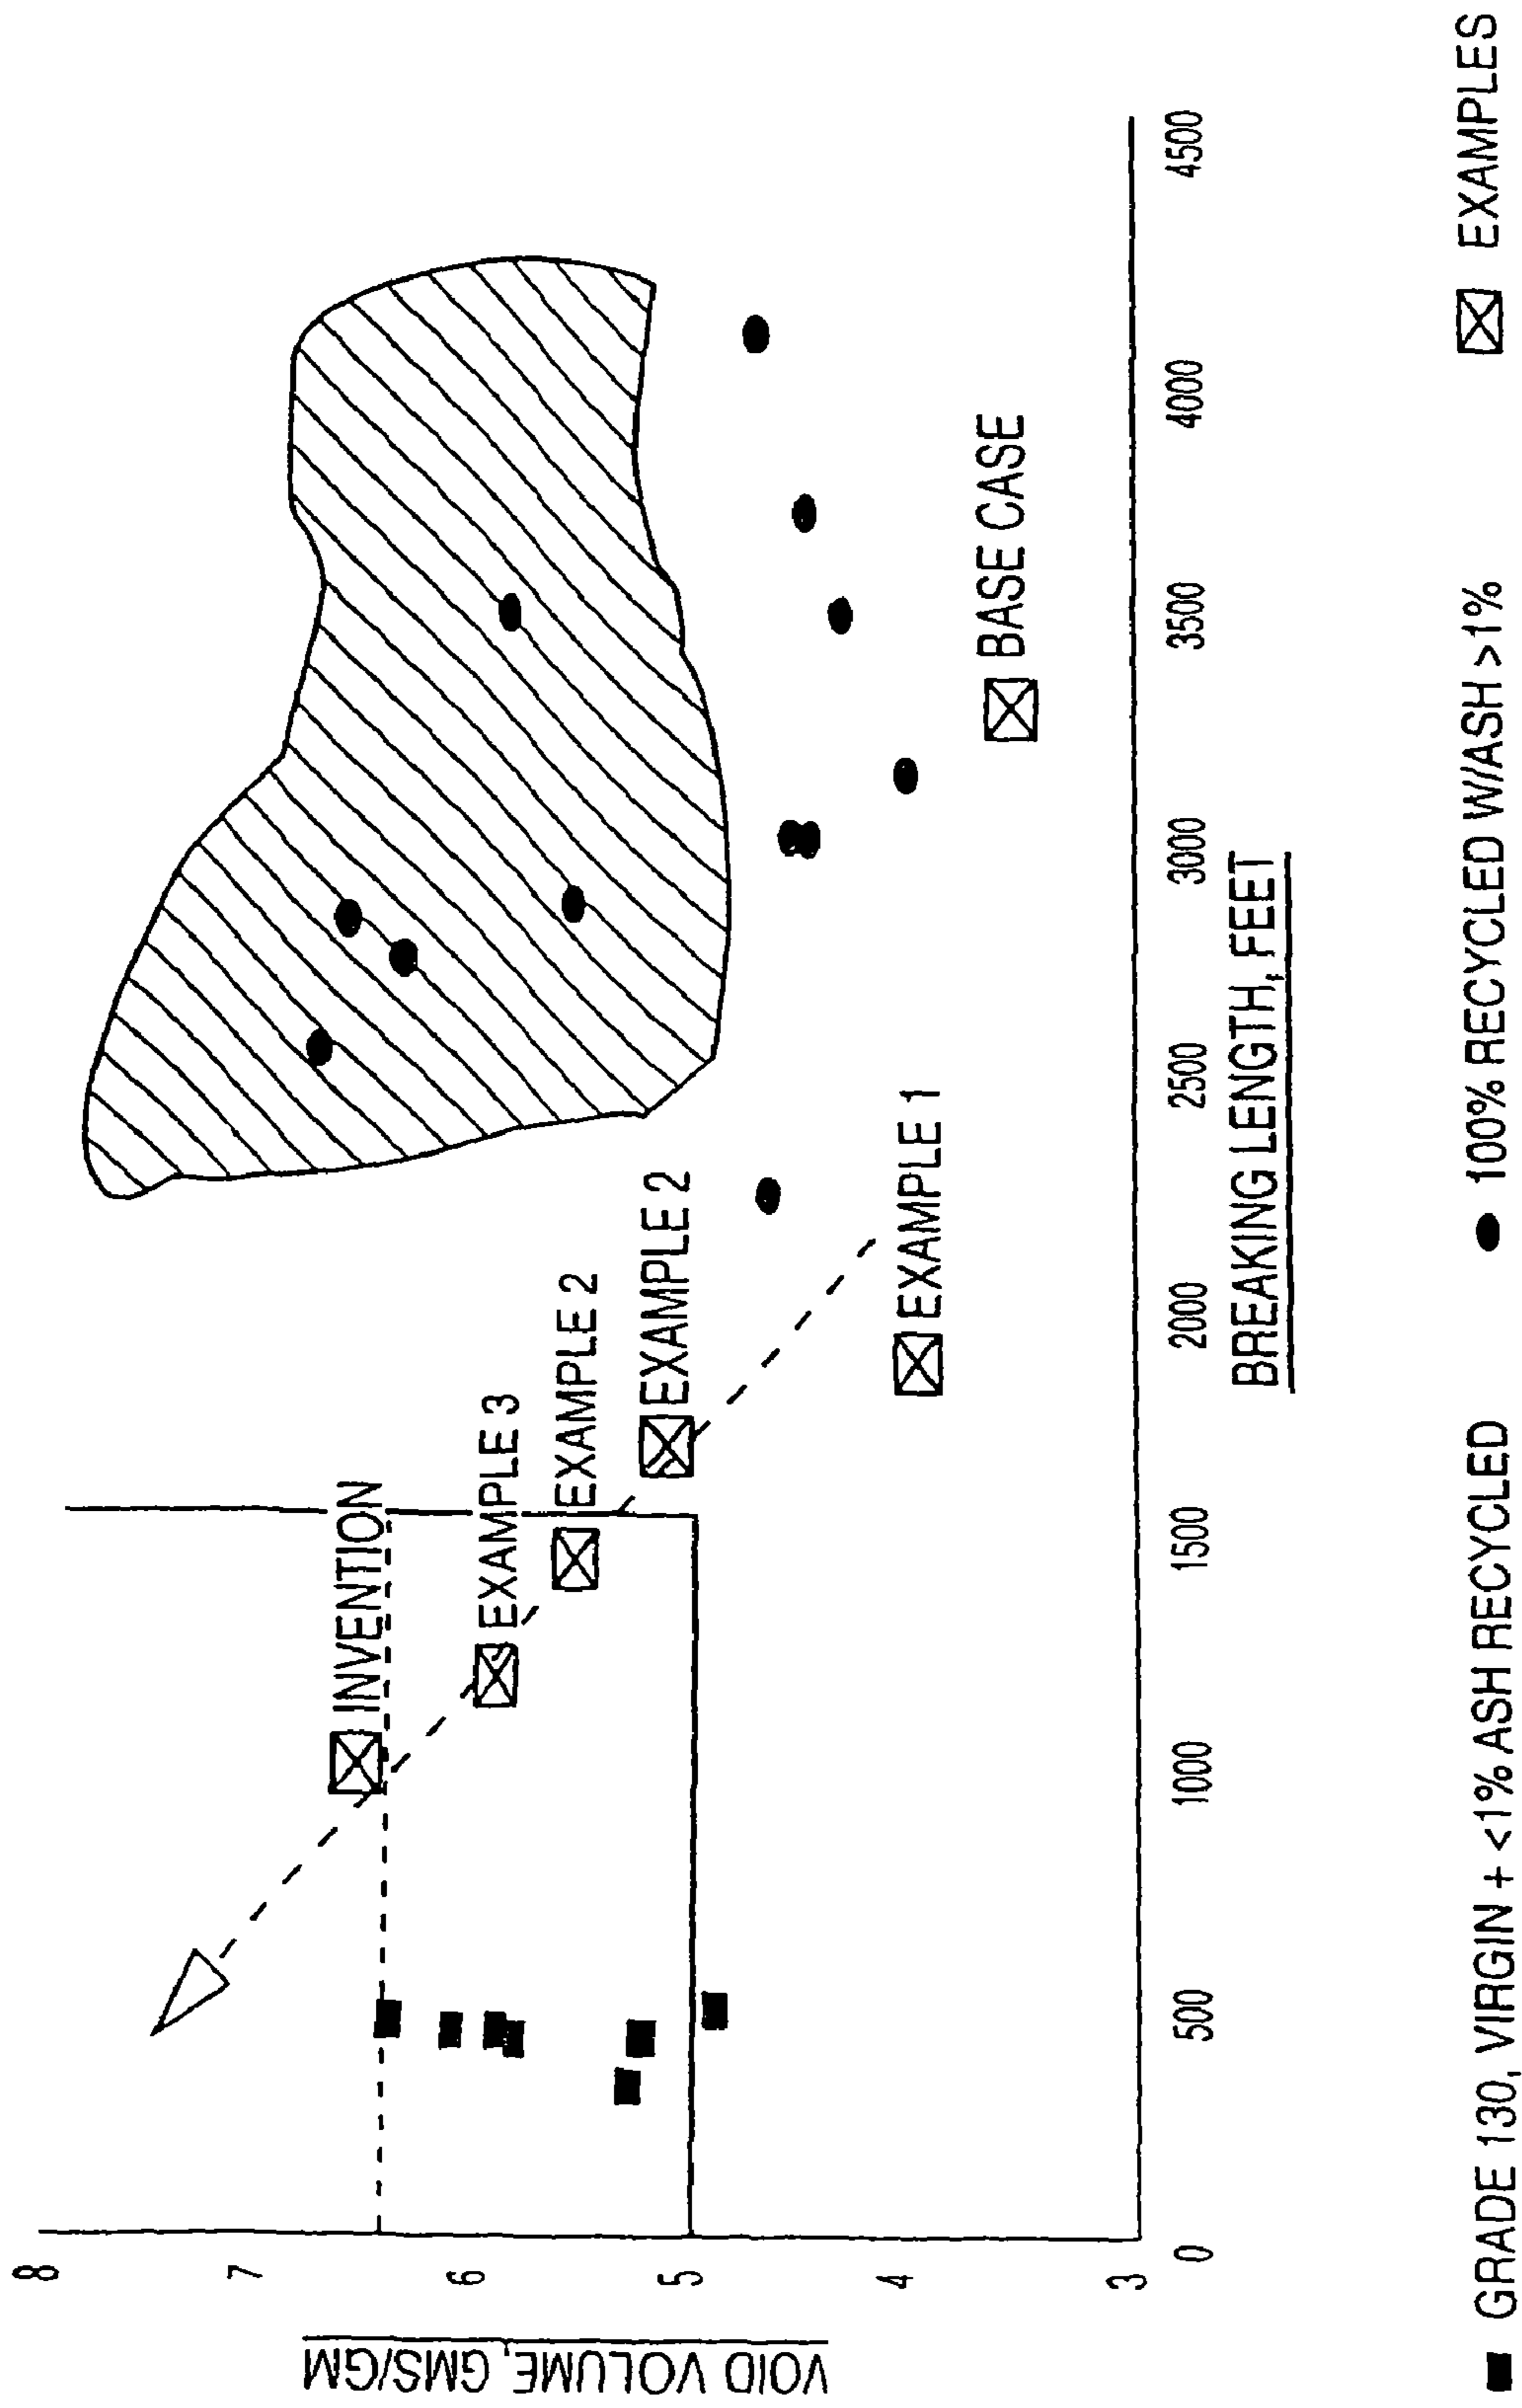 8
7
6
5
4
3
VOID VOLUME, GMS/GM
INVENTION
EXAMPLE 3
EXAMPLE 2
EXAMPLE 2
EXAMPLE 1
BASE CASE
0
500
1000
1500
2000
2500
3000
3500
4000
4500
BREAKING LENGTH, FEET
GRADE 130, VIRGIN + <1% ASH RECYCLED
100% RECYCLED W/ASH >1%
EXAMPLES